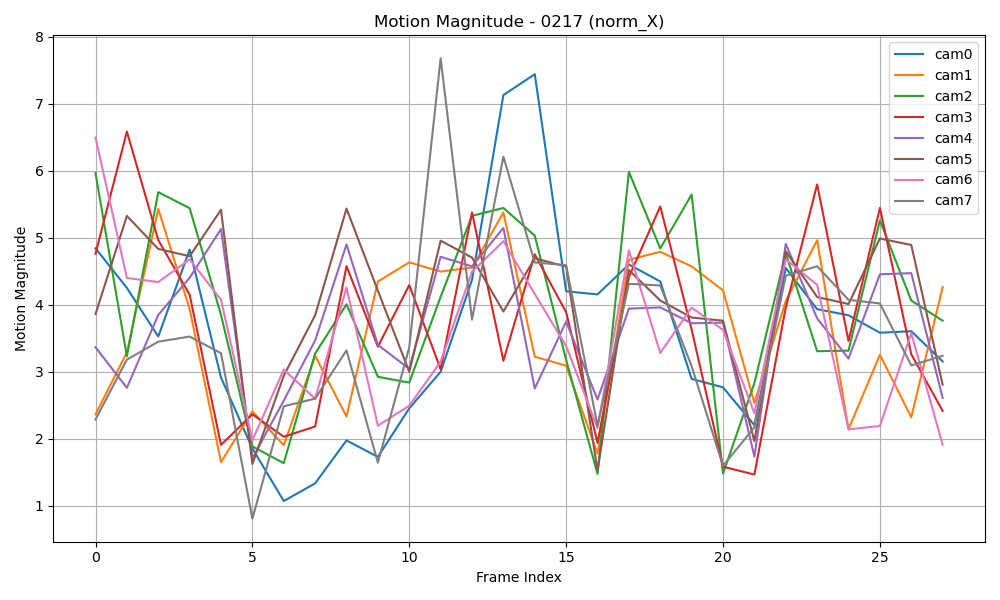 Motion Magnitude - 0217 (norm_X)
8
7
6
5
4
3
2
1
Motion Magnitude
0
5
10
15
20
25
Frame Index
cam0
cam1
cam2
cam3
cam4
cam5
cam6
cam7